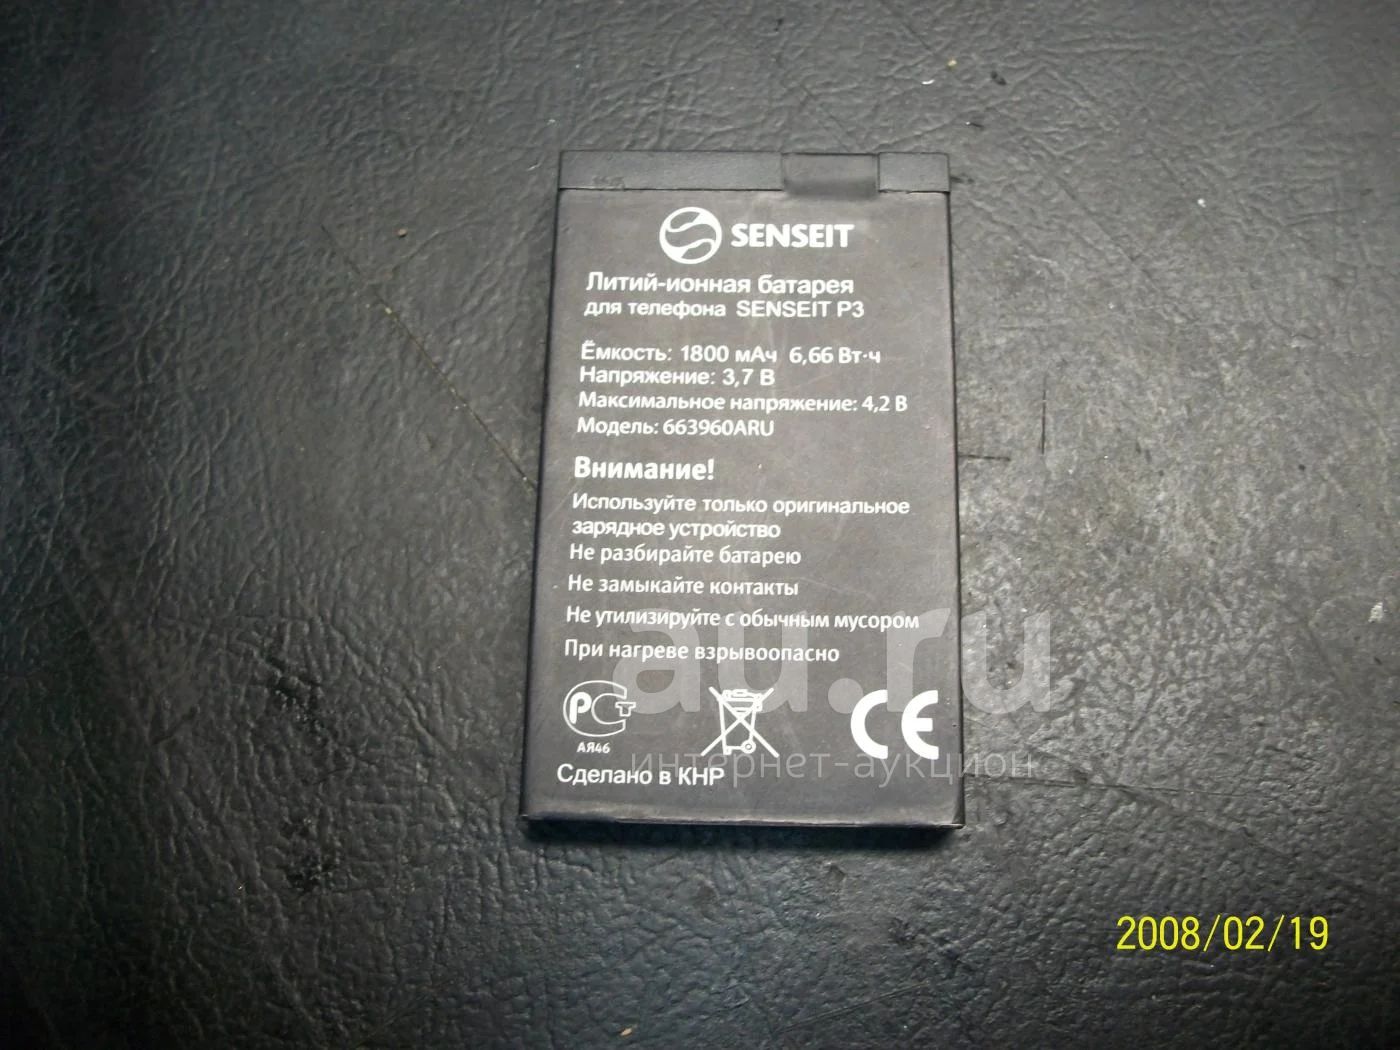 SENSEIT
Литий-ионная батарея
для телефона SENSEIT P3
Ёмкость: 1800 мАч 6,66 Вт·ч
Напряжение: 3,7 В
Максимальное напряжение: 4,2 В
Модель: 663960ARU
Внимание!
Используйте только оригинальное
зарядное устройство
Не разбирайте батарею
Не замыкайте контакты
Не утилизируйте с обычным мусором
При нагреве взрывоопасно
au.ru
РСТ
АЯ46
CE
интернет-аукцион
Сделано в КНР
2008/02/19